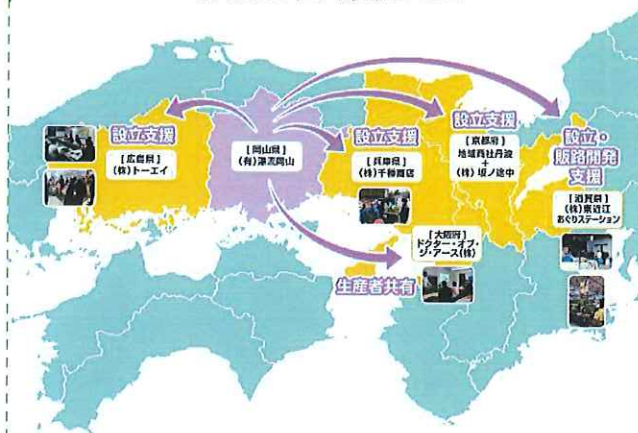 設立支援
[広島県]
(株)トーエイ
[岡山県]
(有)漂流岡山
設立支援
[兵庫県]
(株)千種商店
設立支援
[京都府]
地域商社丹波
+
(株)坂ノ途中
設立・
販路開発
支援
[滋賀県]
(株)東近江
あぐりステーション
[大阪府]
ドクター・オブ・
ジ・アース(株)
生産者共有